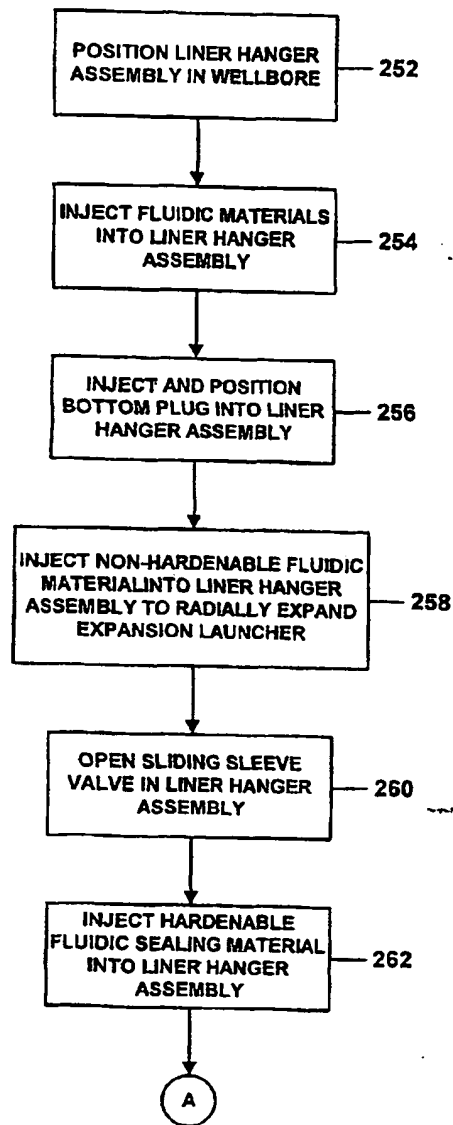 POSITION LINER HANGER
ASSEMBLY IN WELLBORE
252
INJECT FLUIDIC MATERIALS
INTO LINER HANGER
ASSEMBLY
254
INJECT AND POSITION
BOTTOM PLUG INTO LINER
HANGER ASSEMBLY
256
INJECT NON-HARDENABLE FLUIDIC
MATERIALINTO LINER HANGER
ASSEMBLY TO RADIALLY EXPAND
EXPANSION LAUNCHER
258
OPEN SLIDING SLEEVE
VALVE IN LINER HANGER
ASSEMBLY
260
INJECT HARDENABLE
FLUIDIC SEALING MATERIAL
INTO LINER HANGER
ASSEMBLY
262
A